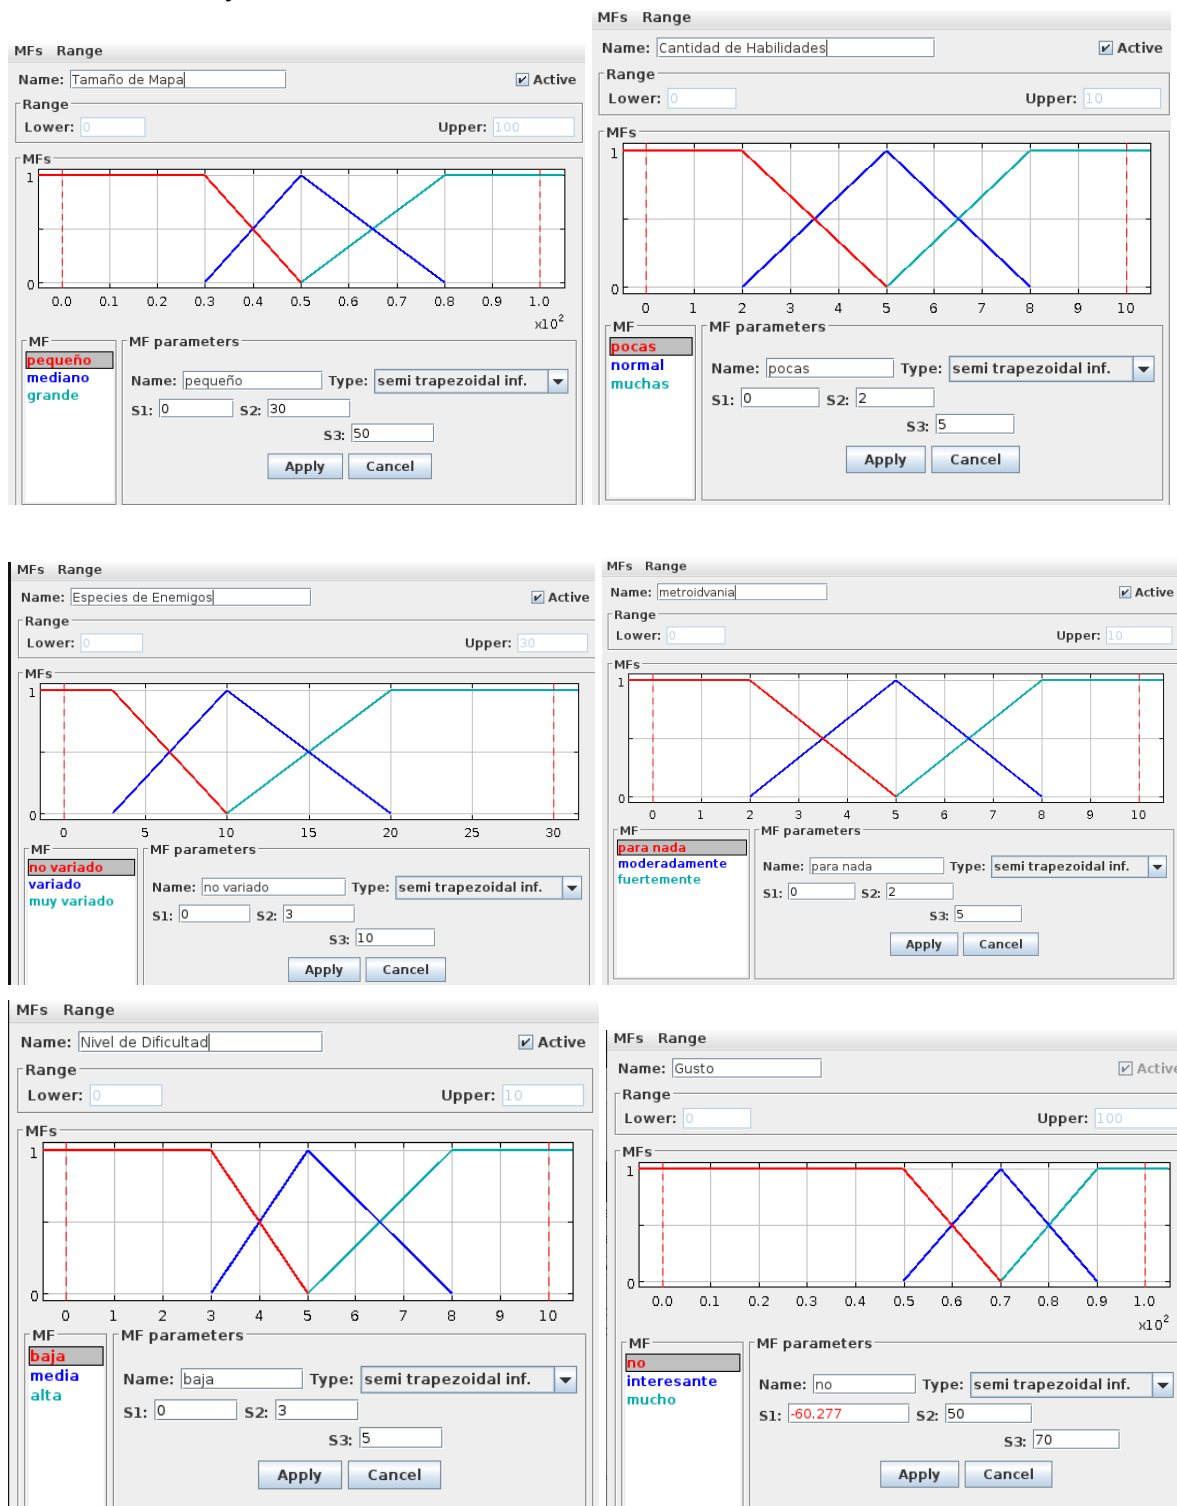 MFs Range
Name: Tamaño de Mapa Active
Range
Lower: 0 Upper: 100
MFs
1
0
0.0 0.1 0.2 0.3 0.4 0.5 0.6 0.7 0.8 0.9 1.0
x10²
MF
pequeño
mediano
grande
MF parameters
Name: pequeño Type: semi trapezoidal inf.
S1: 0 S2: 30
S3: 50
Apply Cancel
MFs Range
Name: Cantidad de Habilidades Active
Range
Lower: 0 Upper: 10
MFs
1
0
0 1 2 3 4 5 6 7 8 9 10
MF
pocas
normal
muchas
MF parameters
Name: pocas Type: semi trapezoidal inf.
S1: 0 S2: 2
S3: 5
Apply Cancel
MFs Range
Name: Especies de Enemigos Active
Range
Lower: 0 Upper: 30
MFs
1
0
0 5 10 15 20 25 30
MF
no variado
variado
muy variado
MF parameters
Name: no variado Type: semi trapezoidal inf.
S1: 0 S2: 3
S3: 10
Apply Cancel
MFs Range
Name: metroidvania Active
Range
Lower: 0 Upper: 10
MFs
1
0
0 1 2 3 4 5 6 7 8 9 10
MF
para nada
moderadamente
fuertemente
MF parameters
Name: para nada Type: semi trapezoidal inf.
S1: 0 S2: 2
S3: 5
Apply Cancel
MFs Range
Name: Nivel de Dificultad Active
Range
Lower: 0 Upper: 10
MFs
1
0
0 1 2 3 4 5 6 7 8 9 10
MF
baja
media
alta
MF parameters
Name: baja Type: semi trapezoidal inf.
S1: 0 S2: 3
S3: 5
Apply Cancel
MFs Range
Name: Gusto Active
Range
Lower: 0 Upper: 100
MFs
1
0
0.0 0.1 0.2 0.3 0.4 0.5 0.6 0.7 0.8 0.9 1.0
x10²
MF
no
interesante
mucho
MF parameters
Name: no Type: semi trapezoidal inf.
S1: -60.277 S2: 50
S3: 70
Apply Cancel